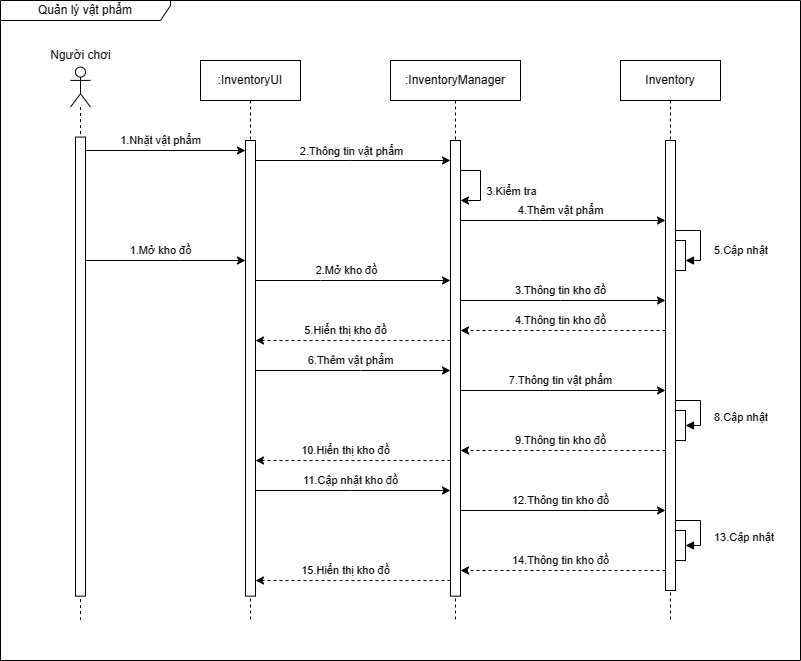 Quản lý vật phẩm
Người chơi
:InventoryUI
:InventoryManager
Inventory
1.Nhặt vật phẩm
2.Thông tin vật phẩm
3.Kiểm tra
4.Thêm vật phẩm
5.Cập nhật
1.Mở kho đồ
2.Mở kho đồ
3.Thông tin kho đồ
4.Thông tin kho đồ
5.Hiển thị kho đồ
6.Thêm vật phẩm
7.Thông tin vật phẩm
8.Cập nhật
9.Thông tin kho đồ
10.Hiển thị kho đồ
11.Cập nhật kho đồ
12.Thông tin kho đồ
13.Cập nhật
14.Thông tin kho đồ
15.Hiển thị kho đồ